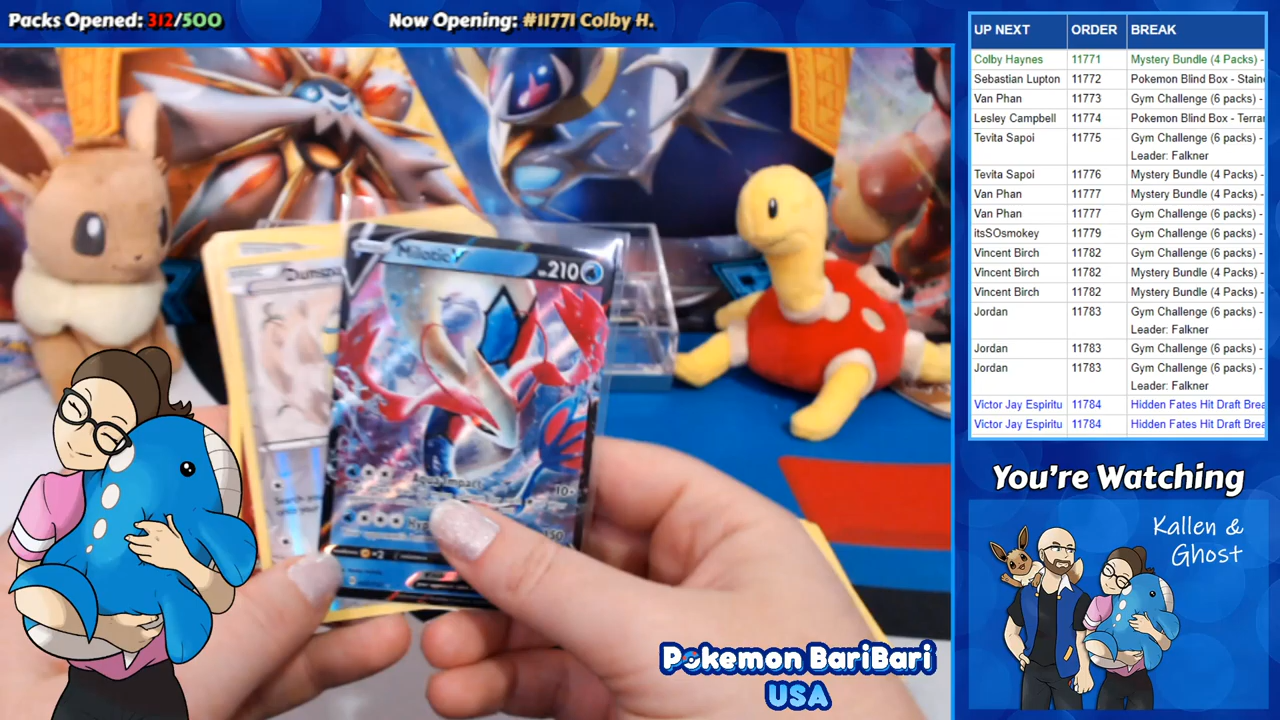 Packs Opened: 312/500
Now Opening: #11771 Colby H.
UP NEXT ORDER BREAK
Colby Haynes 11771 Mystery Bundle (4 Packs) -
Sebastian Lupton 11772 Pokemon Blind Box - Staine
Van Phan 11773 Gym Challenge (6 packs) -
Lesley Campbell 11774 Pokemon Blind Box - Terra
Tevita Sapoi 11775 Gym Challenge (6 packs) -
Leader: Falkner
Tevita Sapoi 11776 Mystery Bundle (4 Packs) -
Van Phan 11777 Mystery Bundle (4 Packs) -
Van Phan 11777 Gym Challenge (6 packs) -
itsSOsmokey 11779 Gym Challenge (6 packs) -
Vincent Birch 11782 Gym Challenge (6 packs) -
Vincent Birch 11782 Mystery Bundle (4 Packs) -
Vincent Birch 11782 Mystery Bundle (4 Packs) -
Jordan 11783 Gym Challenge (6 packs) -
Leader: Falkner
Jordan 11783 Gym Challenge (6 packs) -
Jordan 11783 Gym Challenge (6 packs) -
Leader: Falkner
Victor Jay Espiritu 11784 Hidden Fates Hit Draft Brea
Victor Jay Espiritu 11784 Hidden Fates Hit Draft Brea
Milotic V 210
Aqua Impact 10+
You're Watching
Kallen &
Ghost
Pokemon BariBari
USA